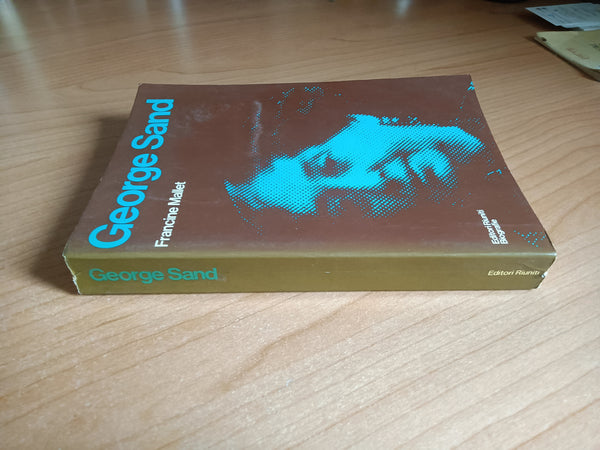 George Sand
Francine Mallet
Editori Riuniti
Biografie
George Sand
Editori Riuniti